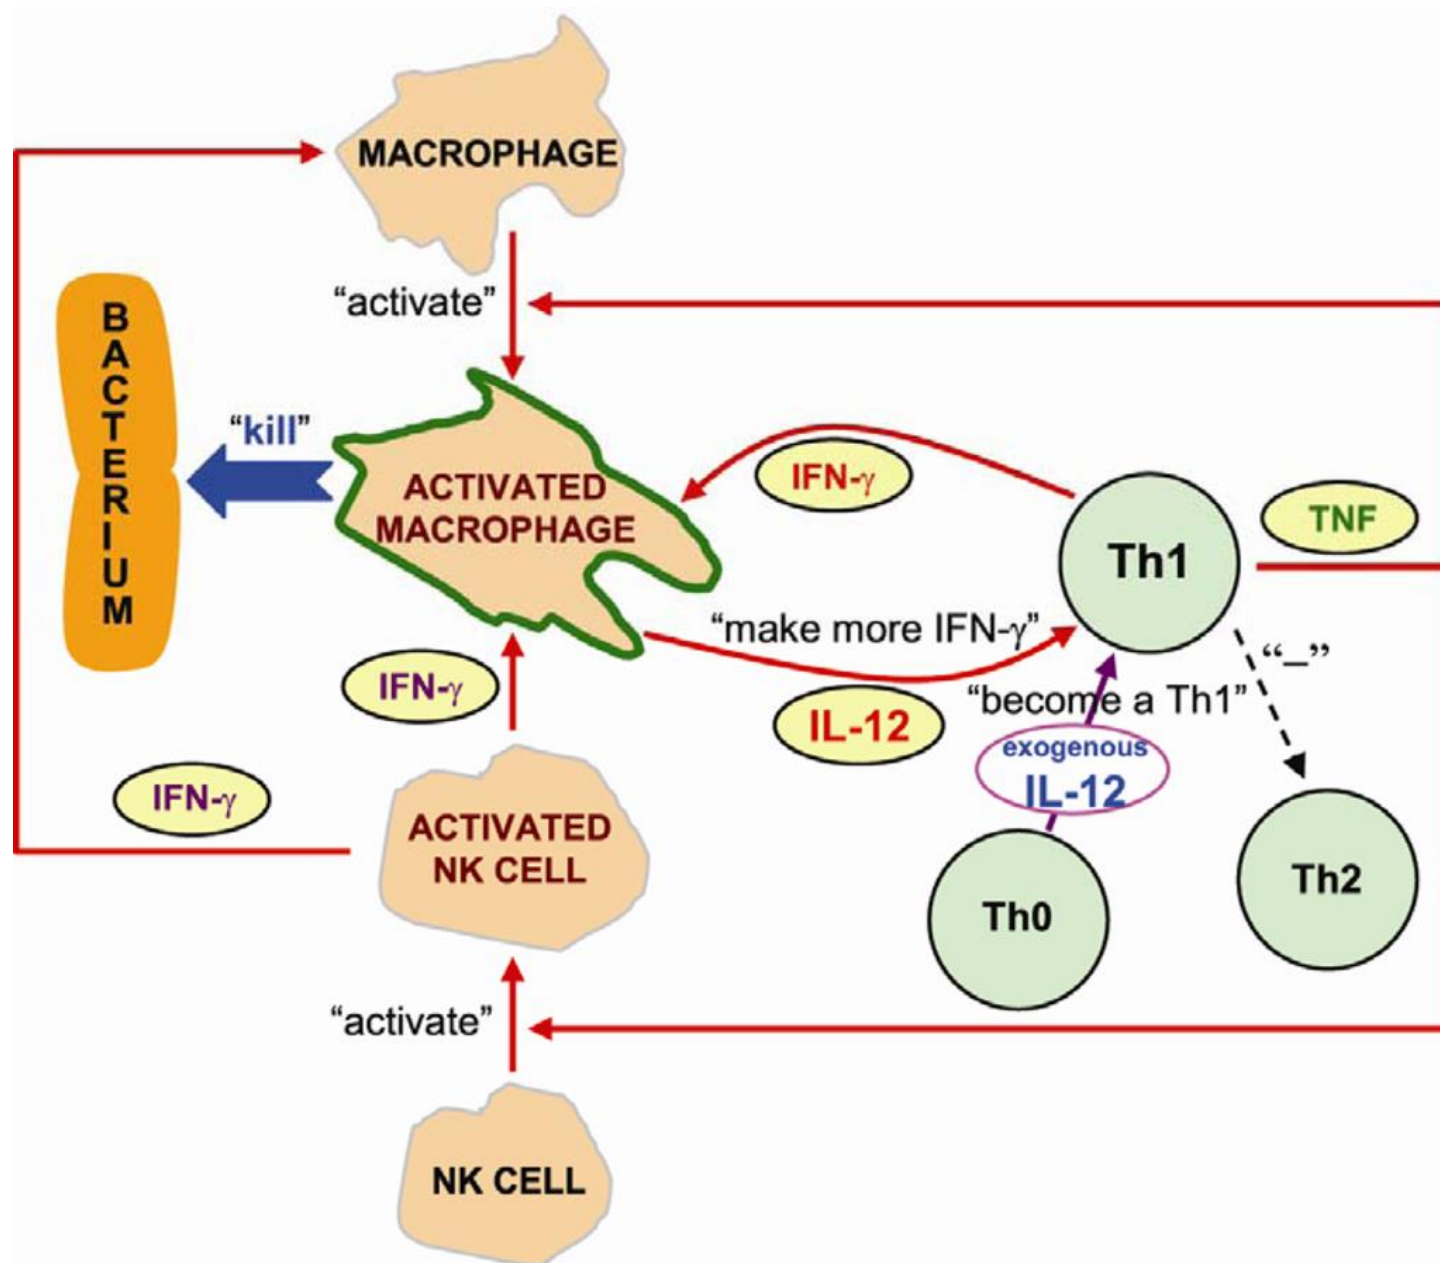 MACROPHAGE
“activate”
BACTERIUM
“kill”
ACTIVATED
MACROPHAGE
IFN-γ
Th1
TNF
“make more IFN-γ”
“–”
IFN-γ
IL-12
“become a Th1”
exogenous
IL-12
IFN-γ
ACTIVATED
NK CELL
Th0
Th2
“activate”
NK CELL